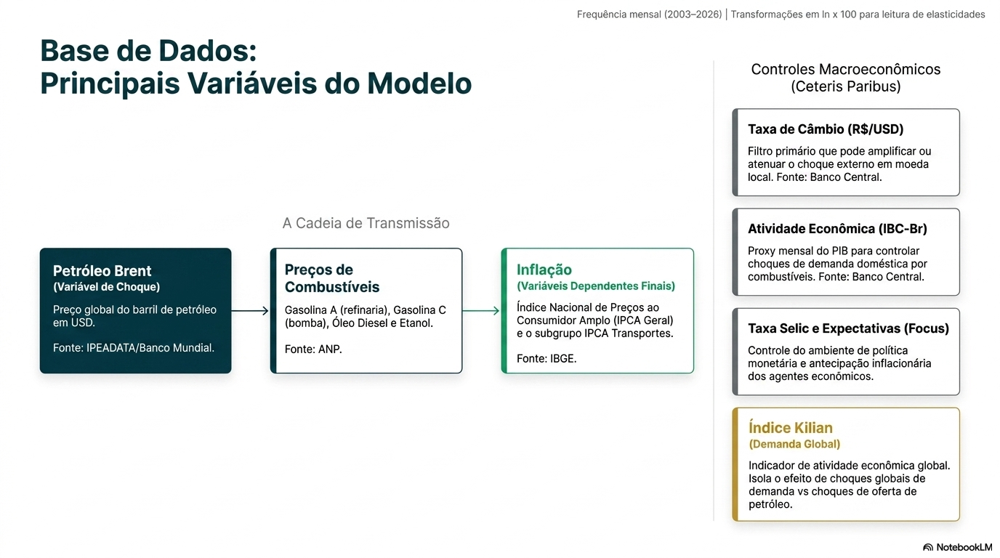 Frequência mensal (2003–2026) | Transformações em ln x 100 para leitura de elasticidades
Base de Dados:
Principais Variáveis do Modelo
A Cadeia de Transmissão
Petróleo Brent
(Variável de Choque)
Preço global do barril de petróleo
em USD.
Fonte: IPEADATA/Banco Mundial.
Preços de
Combustíveis
Gasolina A (refinaria), Gasolina C
(bomba), Óleo Diesel e Etanol.
Fonte: ANP.
Inflação
(Variáveis Dependentes Finais)
Índice Nacional de Preços ao
Consumidor Amplo (IPCA Geral)
e o subgrupo IPCA Transportes.
Fonte: IBGE.
Controles Macroeconômicos
(Ceteris Paribus)
Taxa de Câmbio (R$/USD)
Filtro primário que pode amplificar ou
atenuar o choque externo em moeda
local. Fonte: Banco Central.
Atividade Econômica (IBC-Br)
Proxy mensal do PIB para controlar
choques de demanda doméstica por
combustíveis. Fonte: Banco Central.
Taxa Selic e Expectativas (Focus)
Controle do ambiente de política
monetária e antecipação inflacionária
dos agentes econômicos.
Índice Kilian
(Demanda Global)
Indicador de atividade econômica global.
Isola o efeito de choques globais de
demanda vs choques de oferta de
petróleo.
NotebookLM